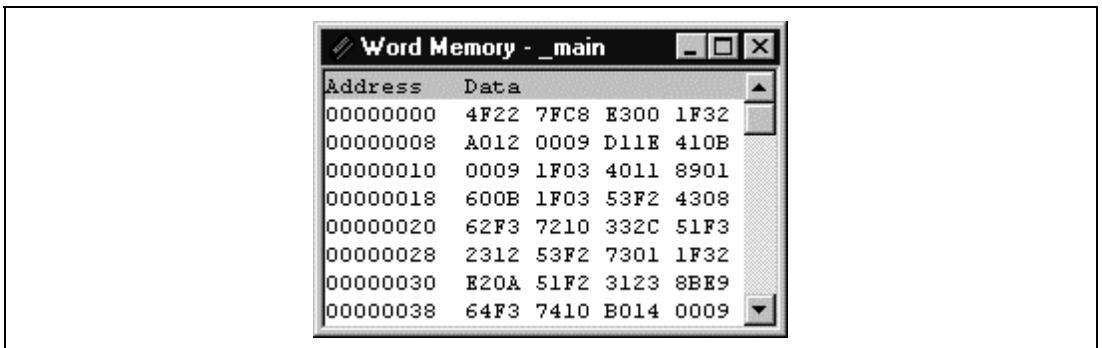 Word Memory - _main
Address Data
00000000 4F22 7FC8 E300 1F32
00000008 A012 0009 D11E 410B
00000010 0009 1F03 4011 8901
00000018 600B 1F03 53F2 4308
00000020 62F3 7210 332C 51F3
00000028 2312 53F2 7301 1F32
00000030 E20A 51F2 3123 8BE9
00000038 64F3 7410 B014 0009